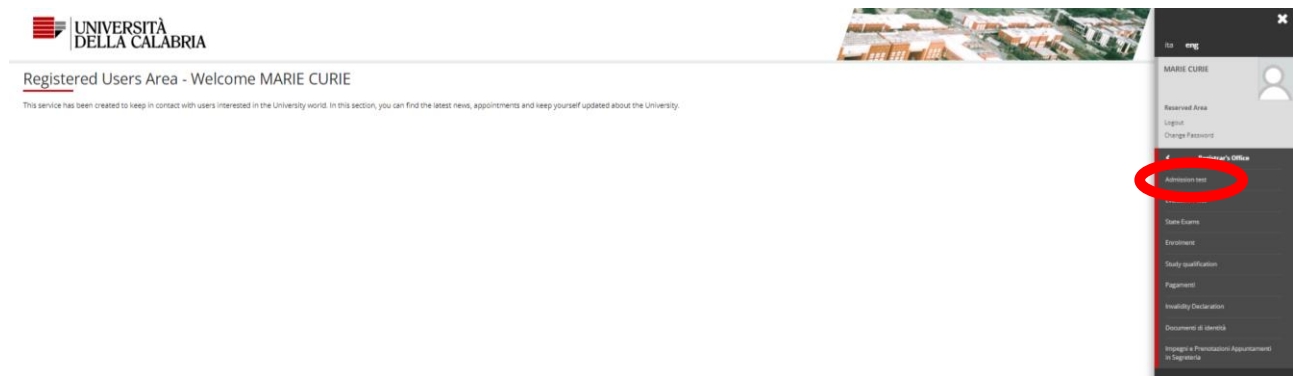 UNIVERSITÀ
DELLA CALABRIA
Registered Users Area - Welcome MARIE CURIE
This service has been created to keep in contact with users interested in the University world. In this section, you can find the latest news, appointments and keep yourself updated about the University.
ita eng
MARIE CURIE
Reserved Area
Logout
Change Password
Registrar's Office
Admission test
State Exams
Enrolment
Study qualification
Pagamenti
Invalidity Declaration
Documenti di identità
Impegni e Prenotazioni Appuntamenti
in Segreteria